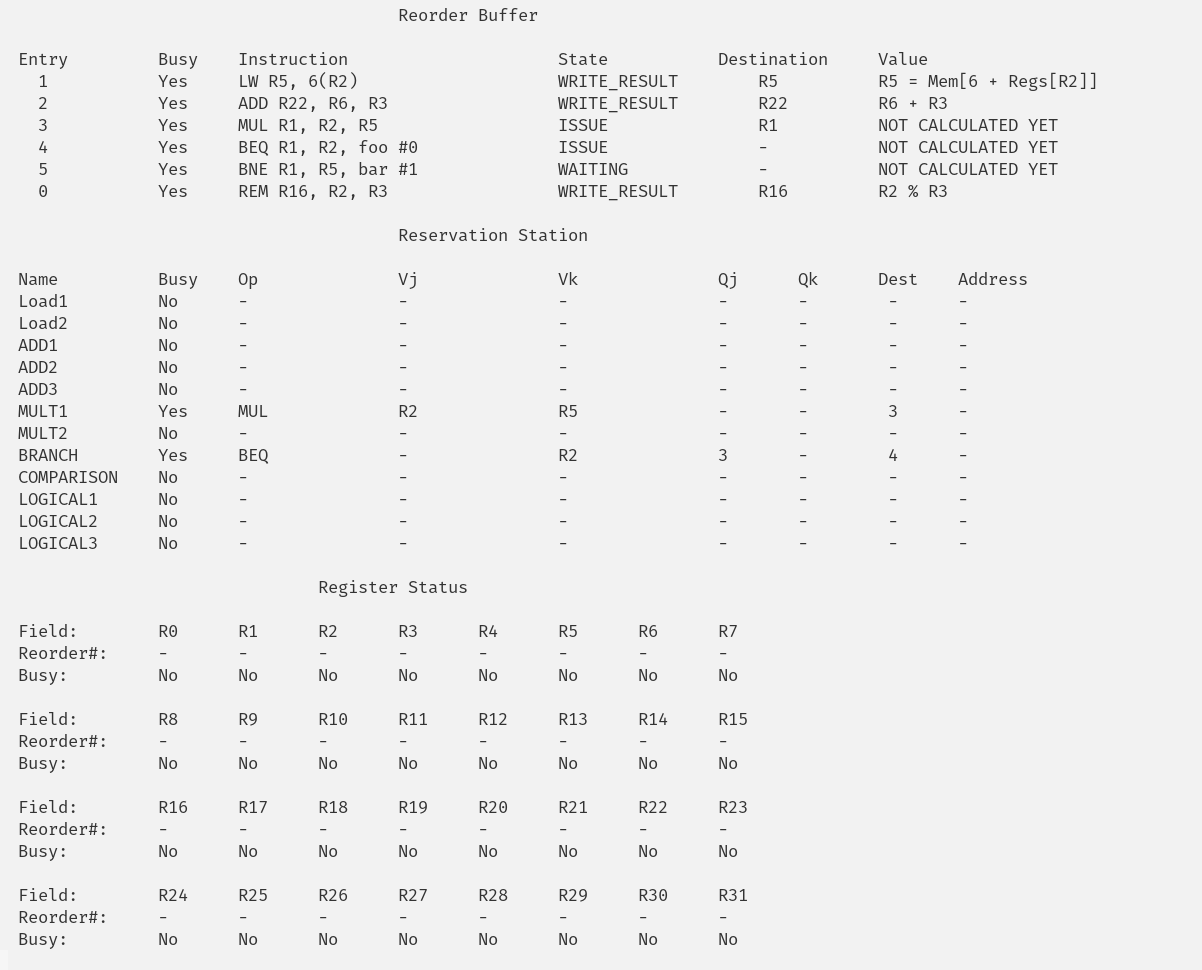 Reorder Buffer
Entry Busy Instruction State Destination Value
1 Yes LW R5, 6(R2) WRITE_RESULT R5 R5 = Mem[6 + Regs[R2]]
2 Yes ADD R22, R6, R3 WRITE_RESULT R22 R6 + R3
3 Yes MUL R1, R2, R5 ISSUE R1 NOT CALCULATED YET
4 Yes BEQ R1, R2, foo #0 ISSUE - NOT CALCULATED YET
5 Yes BNE R1, R5, bar #1 WAITING - NOT CALCULATED YET
0 Yes REM R16, R2, R3 WRITE_RESULT R16 R2 % R3
Reservation Station
Name Busy Op Vj Vk Qj Qk Dest Address
Load1 No - - - - - - -
Load2 No - - - - - - -
ADD1 No - - - - - - -
ADD2 No - - - - - - -
ADD3 No - - - - - - -
MULT1 Yes MUL R2 R5 - - 3 -
MULT2 No - - - - - - -
BRANCH Yes BEQ - R2 3 - 4 -
COMPARISON No - - - - - - -
LOGICAL1 No - - - - - - -
LOGICAL2 No - - - - - - -
LOGICAL3 No - - - - - - -
Register Status
Field: R0 R1 R2 R3 R4 R5 R6 R7
Reorder#: - - - - - - - -
Busy: No No No No No No No No
Field: R8 R9 R10 R11 R12 R13 R14 R15
Reorder#: - - - - - - - -
Busy: No No No No No No No No
Field: R16 R17 R18 R19 R20 R21 R22 R23
Reorder#: - - - - - - - -
Busy: No No No No No No No No
Field: R24 R25 R26 R27 R28 R29 R30 R31
Reorder#: - - - - - - - -
Busy: No No No No No No No No